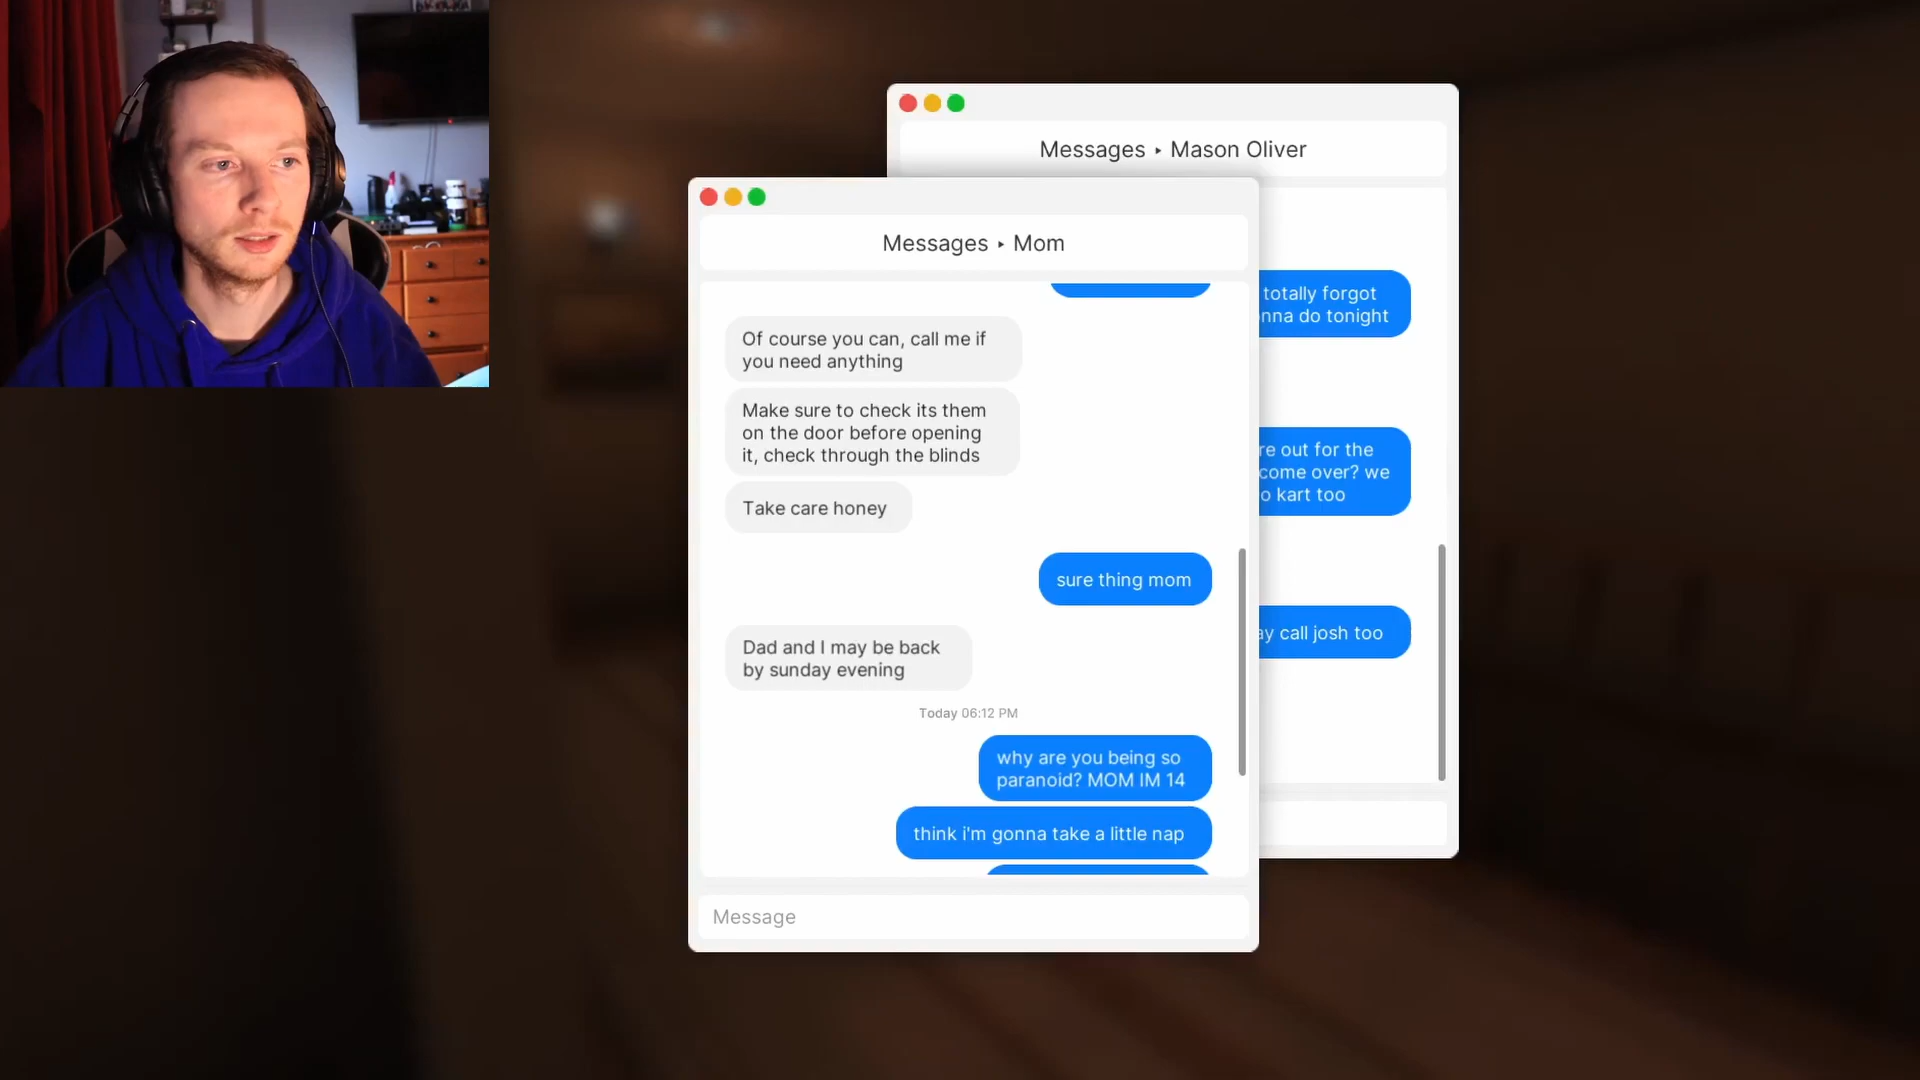 Messages ▸ Mason Oliver
Messages ▸ Mom
Of course you can, call me if
you need anything
Make sure to check its them
on the door before opening
it, check through the blinds
Take care honey
sure thing mom
Dad and I may be back
by sunday evening
Today 06:12 PM
why are you being so
paranoid? MOM IM 14
think i'm gonna take a little nap
Message
totally forgot
nna do tonight
re out for the
come over? we
o kart too
ay call josh too